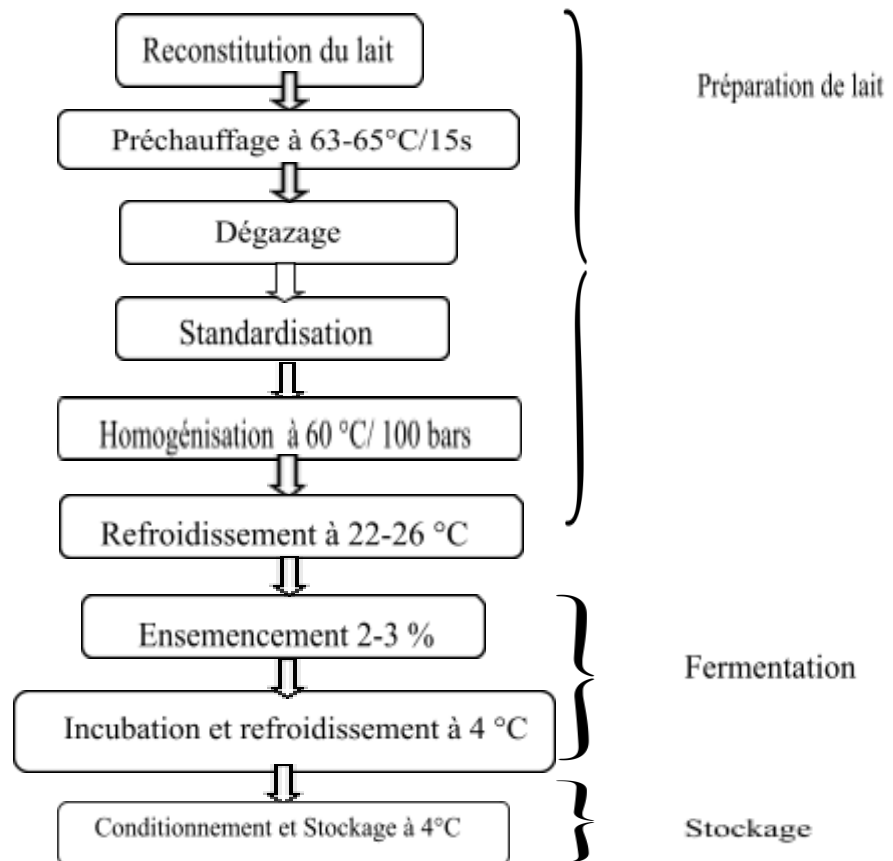 Reconstitution du lait
Préparation de lait
Préchauffage à 63-65°C/15s
Dégazage
Standardisation
Homogénisation à 60 °C/ 100 bars
Refroidissement à 22-26 °C
Ensemencement 2-3 %
Fermentation
Incubation et refroidissement à 4 °C
Conditionnement et Stockage à 4°C
Stockage